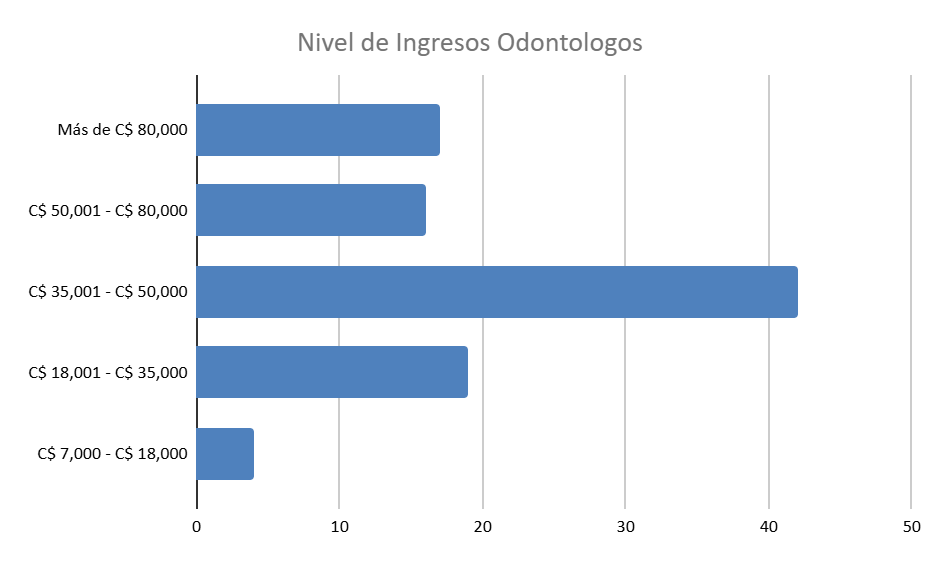 Nivel de Ingresos Odontologos
Más de C$ 80,000
C$ 50,001 - C$ 80,000
C$ 35,001 - C$ 50,000
C$ 18,001 - C$ 35,000
C$ 7,000 - C$ 18,000
0 10 20 30 40 50